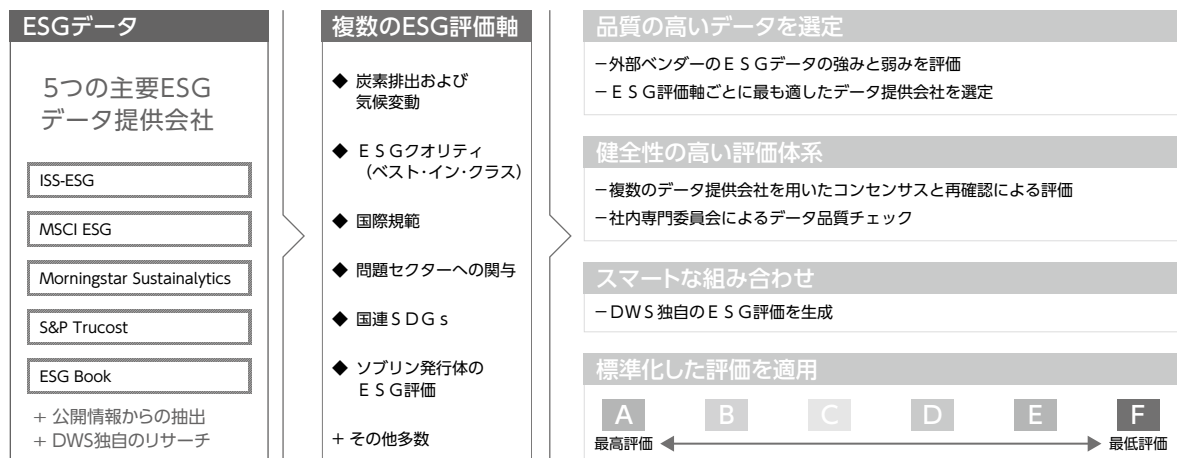 ESGデータ
5つの主要ESG
データ提供会社
ISS-ESG
MSCI ESG
Morningstar Sustainalytics
S&P Trucost
ESG Book
+ 公開情報からの抽出
+ DWS独自のリサーチ
複数のESG評価軸
◆ 炭素排出および
気候変動
◆ ESGクオリティ
(ベスト・イン・クラス)
◆ 国際規範
◆ 問題セクターへの関与
◆ 国連SDGs
◆ ソブリン発行体の
ESG評価
+ その他多数
品質の高いデータを選定
-外部ベンダーのESGデータの強みと弱みを評価
-ESG評価軸ごとに最も適したデータ提供会社を選定
健全性の高い評価体系
-複数のデータ提供会社を用いたコンセンサスと再確認による評価
-社内専門委員会によるデータ品質チェック
スマートな組み合わせ
-DWS独自のESG評価を生成
標準化した評価を適用
A B C D E F
最高評価 最低評価